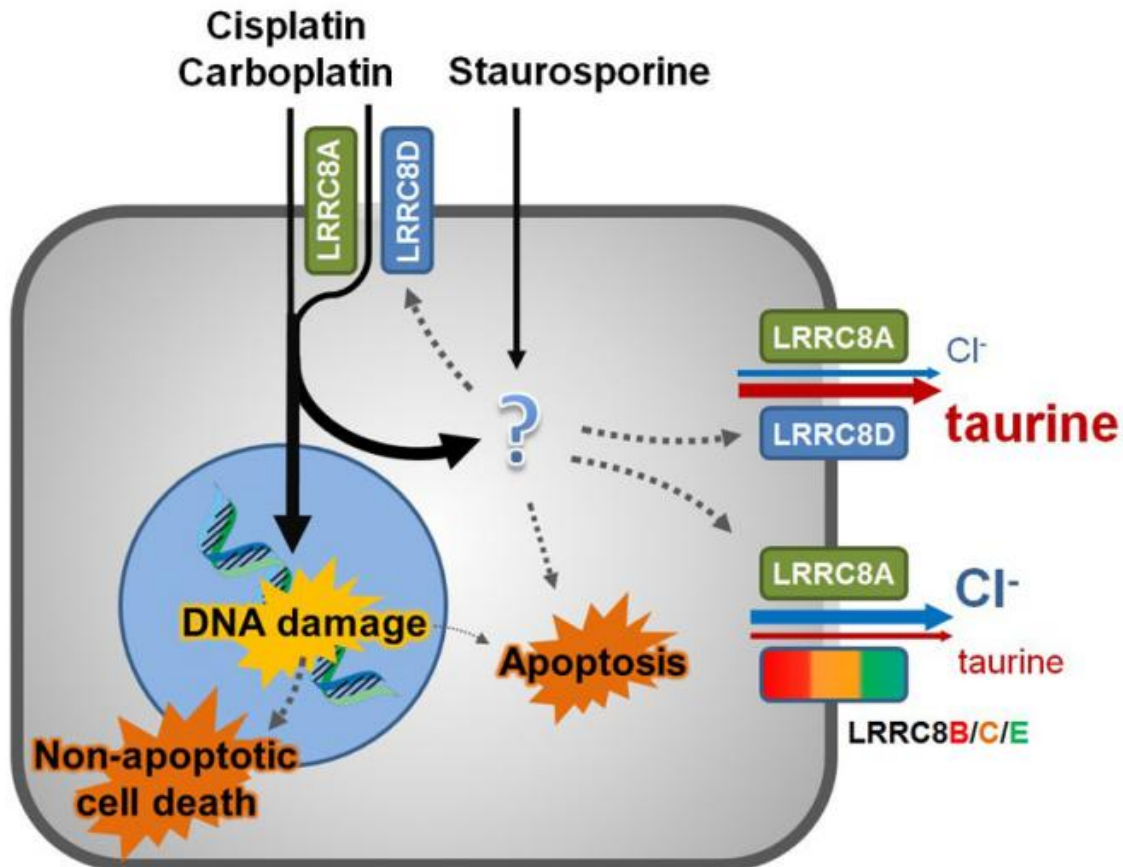 Cisplatin
Carboplatin
Staurosporine
LRRC8A
LRRC8D
?
LRRC8A
Cl-
taurine
LRRC8D
DNA damage
Apoptosis
Non-apoptotic
cell death
LRRC8A
Cl-
taurine
LRRC8B/C/E